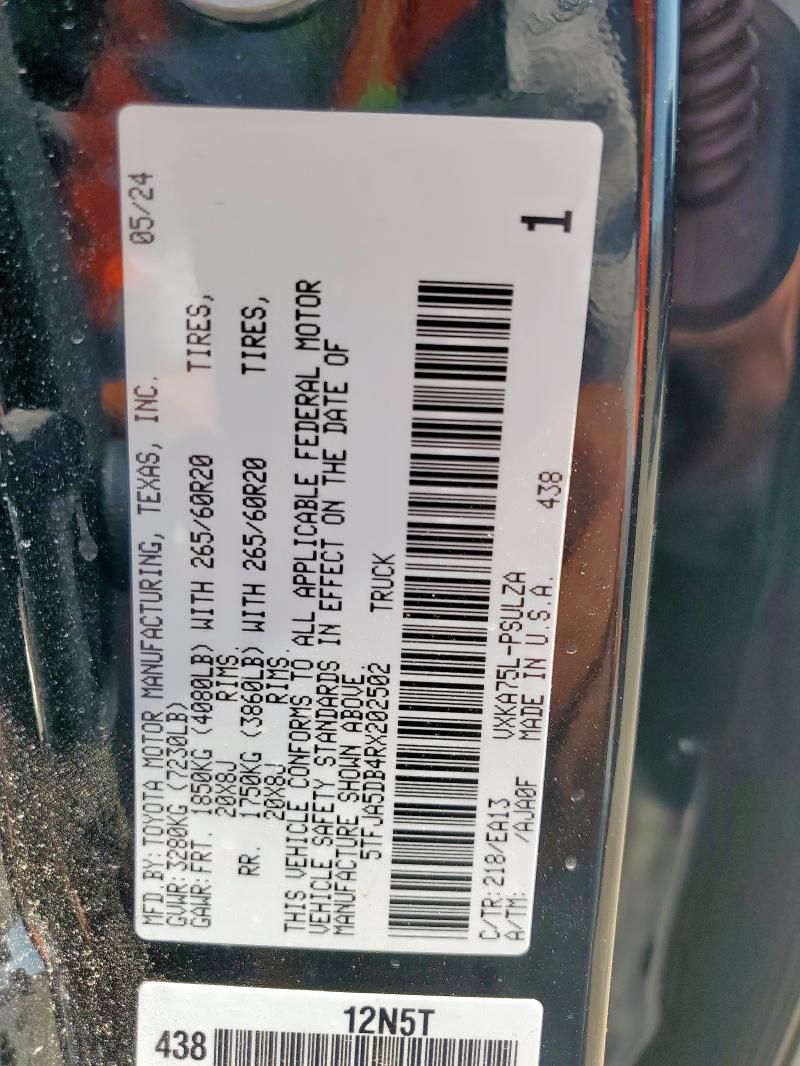 MFD.BY:TOYOTA MOTOR MANUFACTURING, TEXAS, INC. 05/24
GVWR:3280KG (7230LB)
GAWR:FRT. 1850KG (4080LB) WITH 265/60R20 TIRES,
20X8J RIMS.
RR. 1750KG (3860LB) WITH 265/60R20 TIRES,
20X8J RIMS.
THIS VEHICLE CONFORMS TO ALL APPLICABLE FEDERAL MOTOR
VEHICLE SAFETY STANDARDS IN EFFECT ON THE DATE OF
MANUFACTURE SHOWN ABOVE.
5TFJA5DB4RX202502 TRUCK
1
C/TR:218/EA13 VXKA75L-PSULZA
A/TM: /AJA0F MADE IN U.S.A. 438
12N5T
438